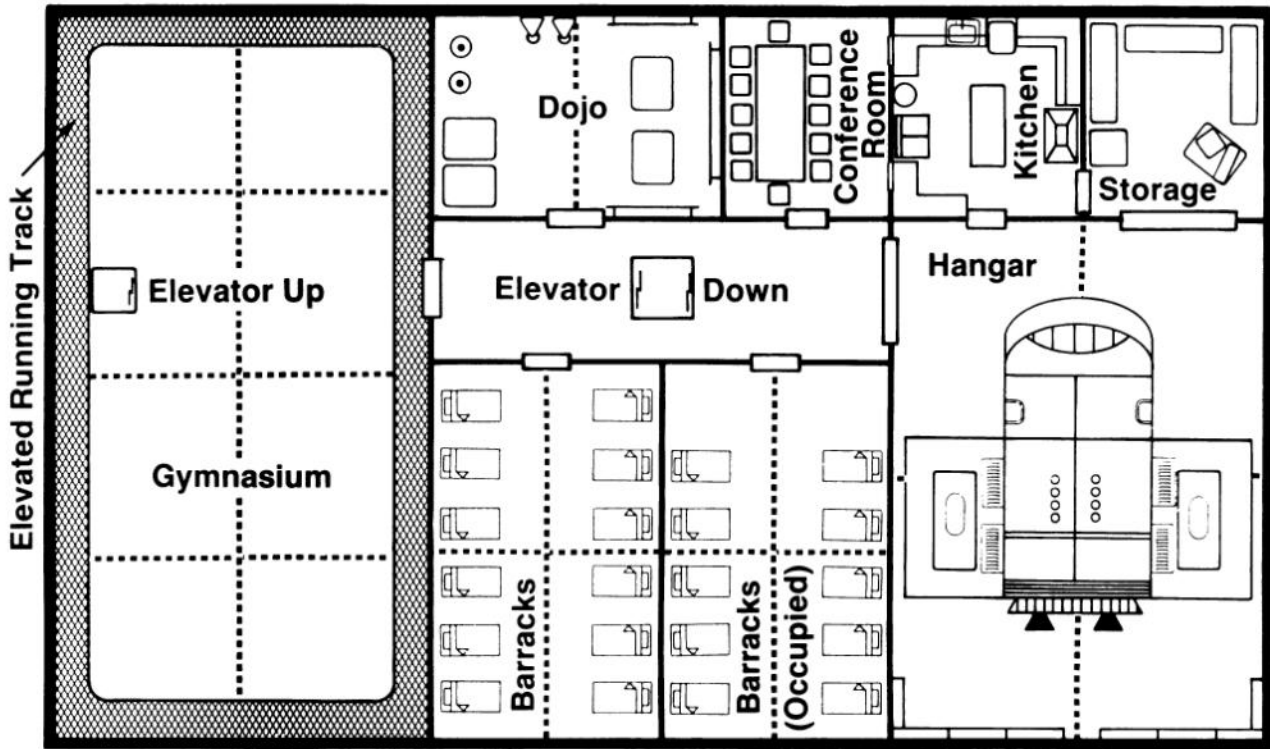 Elevated Running Track
Dojo
Conference
Room
Kitchen
Storage
Elevator Up
Elevator
Down
Hangar
Gymnasium
Barracks
Barracks
(Occupied)